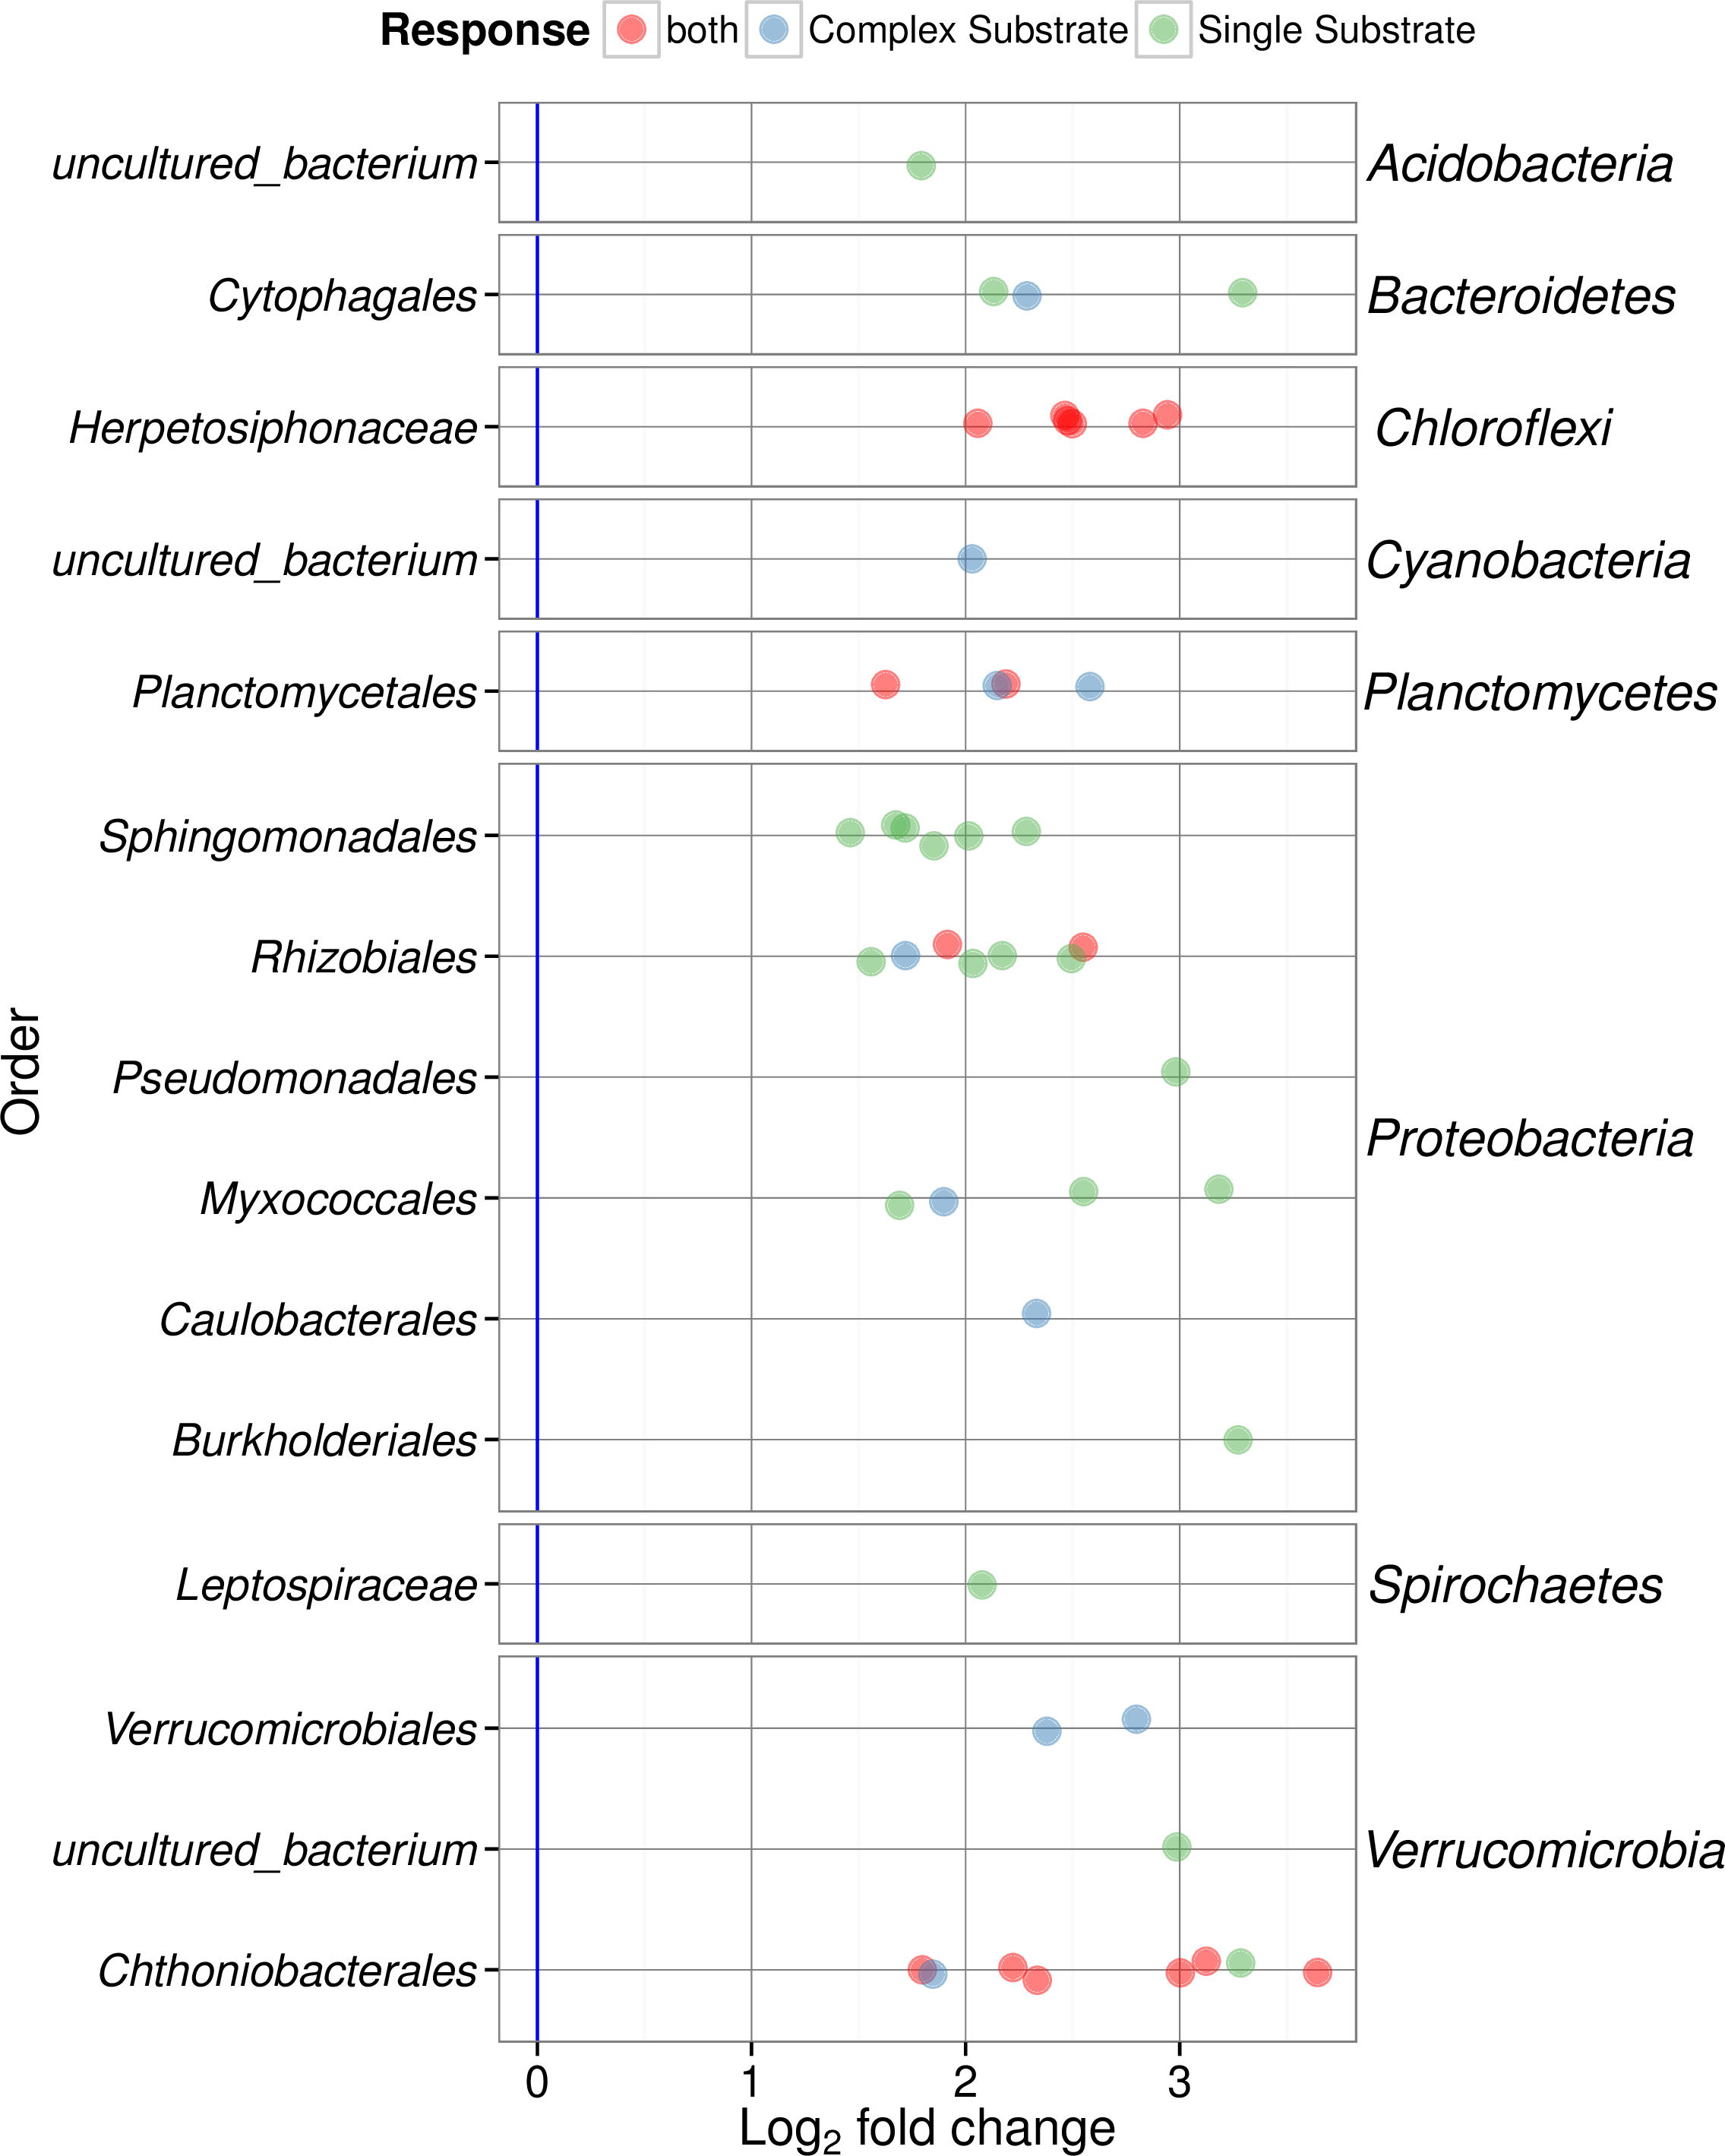 Response both Complex Substrate Single Substrate
uncultured_bacterium Acidobacteria
Cytophagales Bacteroidetes
Herpetosiphonaceae Chloroflexi
uncultured_bacterium Cyanobacteria
Planctomycetales Planctomycetes
Sphingomonadales
Rhizobiales
Pseudomonadales
Order
Proteobacteria
Myxococcales
Caulobacterales
Burkholderiales
Leptospiraceae Spirochaetes
Verrucomicrobiales
uncultured_bacterium Verrucomicrobia
Chthoniobacterales
0 1 2 3
Log₂ fold change